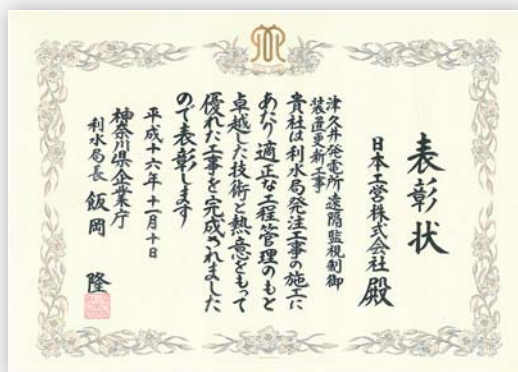 表彰状
日本工営株式会社 殿
津久井発電所遠隔監視制御
装置更新工事
貴社は利水局発注工事の施工に
あたり適正な工程管理のもと
卓越した技術と熱意をもって
優れた工事を完成されました
ので表彰します
平成十六年十一月十日
神奈川県企業庁
利水局長 飯岡 隆